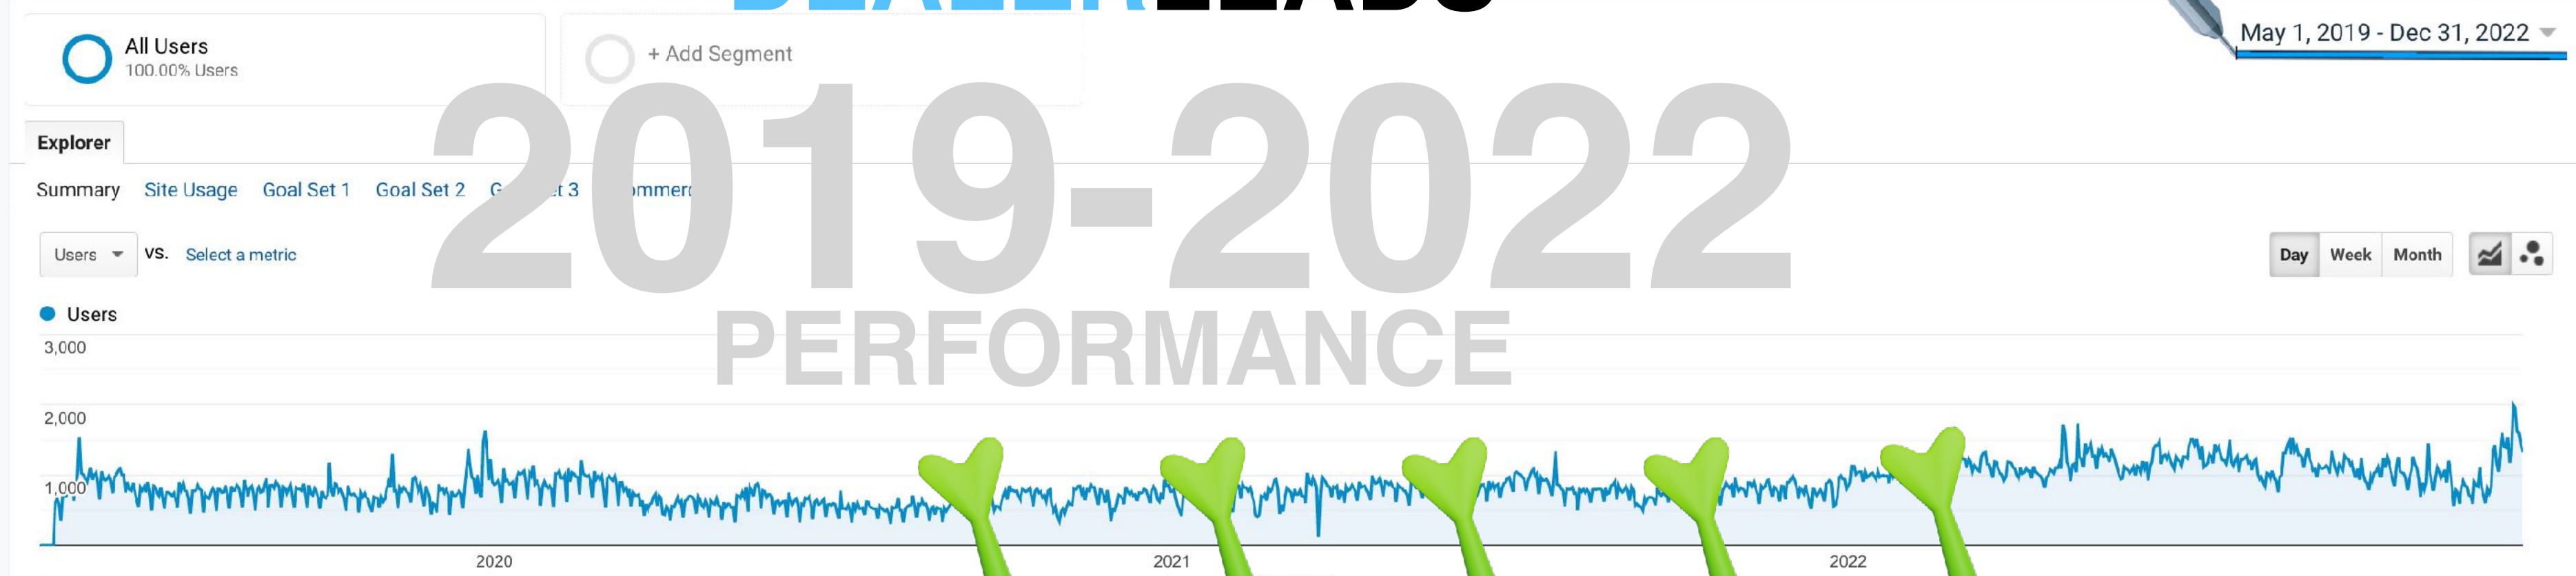 DEALERLEADS
All Users
100.00% Users
+ Add Segment
May 1, 2019 - Dec 31, 2022
2019-2022
Explorer
Summary Site Usage Goal Set 1 Goal Set 2
Users VS. Select a metric
Day Week Month
PERFORMANCE
Users
3,000
2,000
1,000
2020 2021 2022